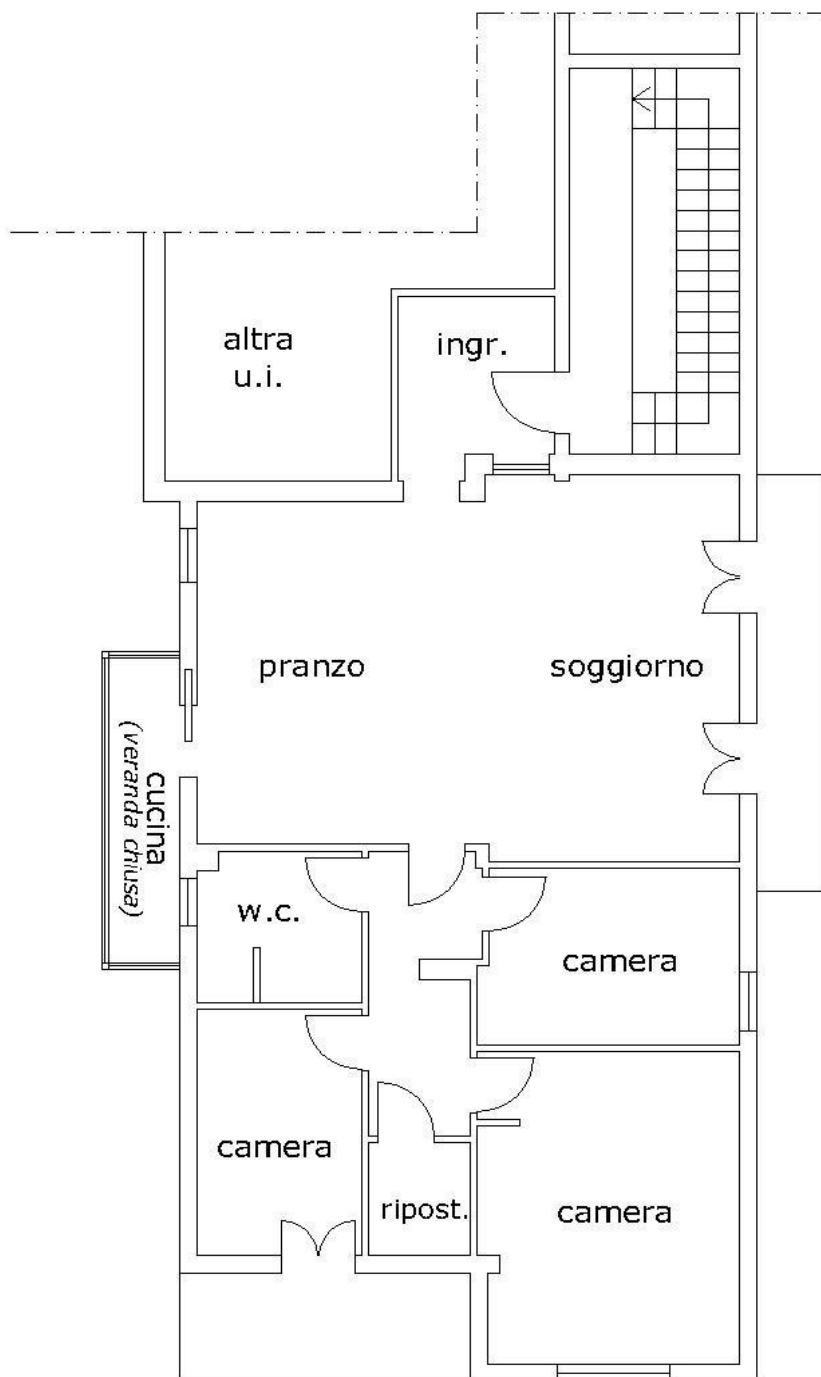 altra
u.i.
ingr.
pranzo
soggiorno
cucina
(veranda chiusa)
w.c.
camera
camera
ripost.
camera